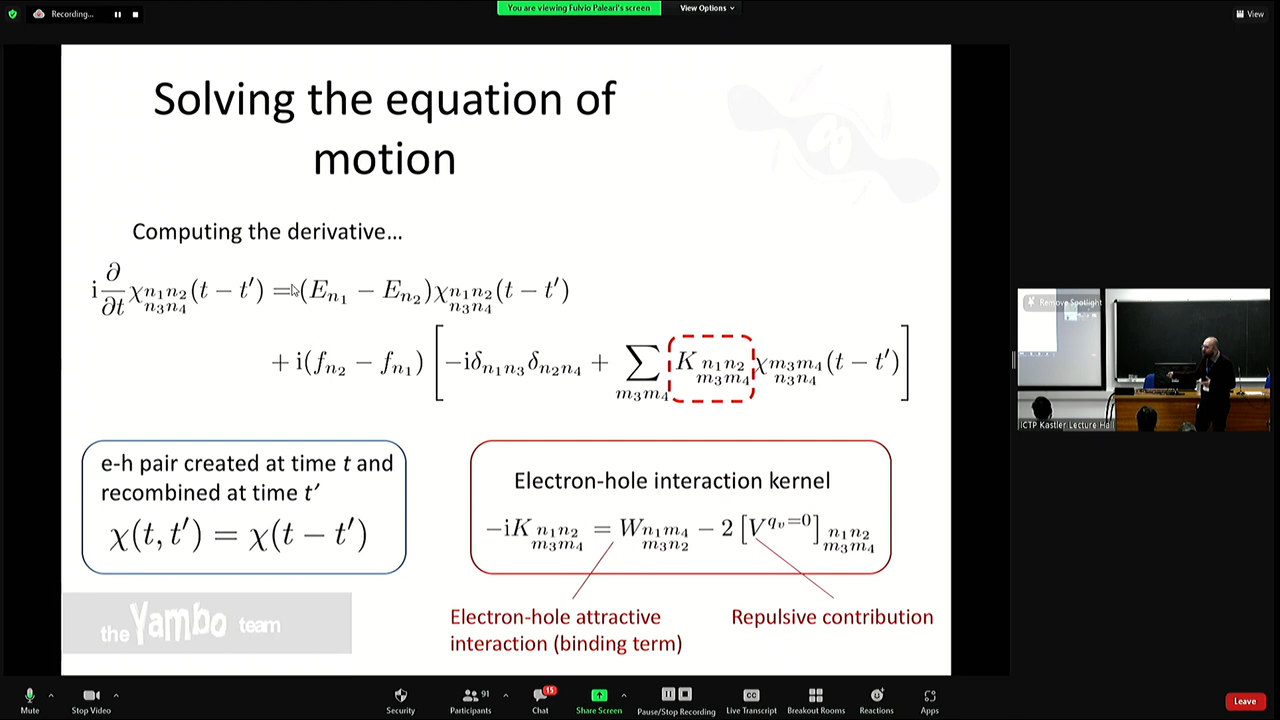 Recording...
You are viewing Fulvio Paleari's screen
View Options
View
Solving the equation of
motion
Computing the derivative...
i ∂/∂t χ_{n₁n₂ n₃n₄}(t − t′) = (E_{n₁} − E_{n₂})χ_{n₁n₂ n₃n₄}(t − t′)
+ i(f_{n₂} − f_{n₁}) [ −iδ_{n₁n₃}δ_{n₂n₄} + ∑_{m₃m₄} K_{n₁n₂ m₃m₄} χ_{m₃m₄ n₃n₄}(t − t′) ]
e-h pair created at time t and
recombined at time t′
χ(t, t′) = χ(t − t′)
Electron-hole interaction kernel
−iK_{n₁n₂ m₃m₄} = W_{n₁m₄ m₃n₂} − 2 [V^{q_v=0}]_{n₁n₂ m₃m₄}
Electron-hole attractive
interaction (binding term)
Repulsive contribution
the Yambo team
Remove Spotlight
ICTP Kastler Lecture Hall
Mute
Stop Video
Security
91
Participants
15
Chat
Share Screen
Pause/Stop Recording
CC
Live Transcript
Breakout Rooms
Reactions
Apps
Leave